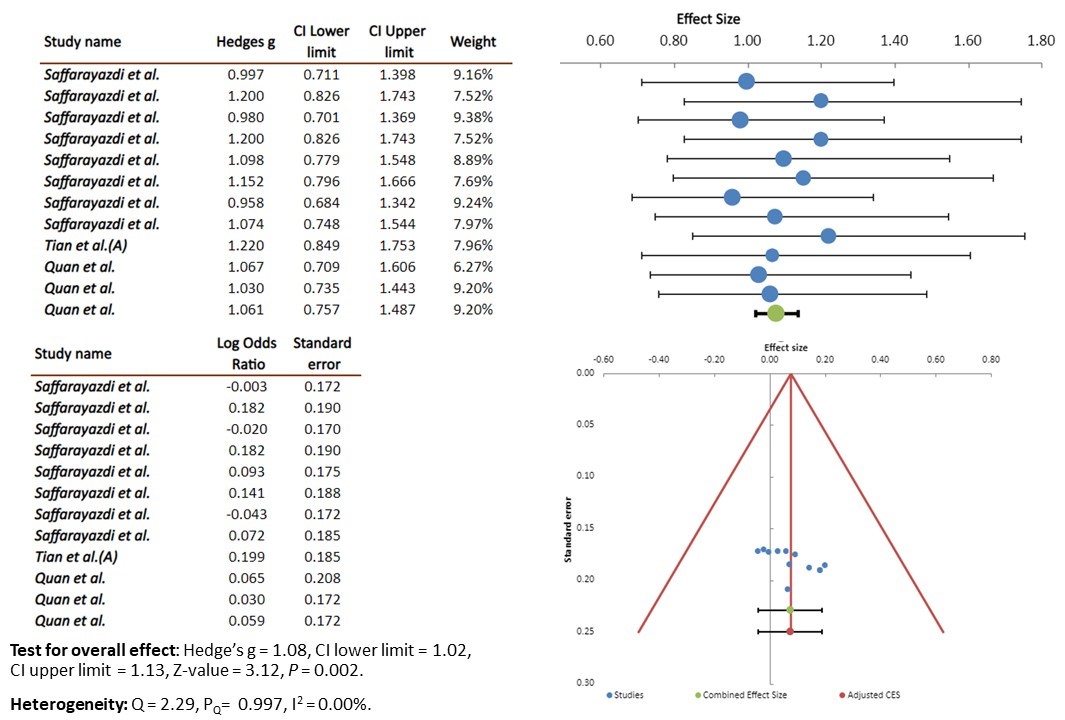 Study name Hedges g CI Lower limit CI Upper limit Weight
Saffarayazdi et al. 0.997 0.711 1.398 9.16%
Saffarayazdi et al. 1.200 0.826 1.743 7.52%
Saffarayazdi et al. 0.980 0.701 1.369 9.38%
Saffarayazdi et al. 1.200 0.826 1.743 7.52%
Saffarayazdi et al. 1.098 0.779 1.548 8.89%
Saffarayazdi et al. 1.152 0.796 1.666 7.69%
Saffarayazdi et al. 0.958 0.684 1.342 9.24%
Saffarayazdi et al. 1.074 0.748 1.544 7.97%
Tian et al.(A) 1.220 0.849 1.753 7.96%
Quan et al. 1.067 0.709 1.606 6.27%
Quan et al. 1.030 0.735 1.443 9.20%
Quan et al. 1.061 0.757 1.487 9.20%
Effect Size
0.60 0.80 1.00 1.20 1.40 1.60 1.80
Study name Log Odds Ratio Standard error
Saffarayazdi et al. -0.003 0.172
Saffarayazdi et al. 0.182 0.190
Saffarayazdi et al. -0.020 0.170
Saffarayazdi et al. 0.182 0.190
Saffarayazdi et al. 0.093 0.175
Saffarayazdi et al. 0.141 0.188
Saffarayazdi et al. -0.043 0.172
Saffarayazdi et al. 0.072 0.185
Tian et al.(A) 0.199 0.185
Quan et al. 0.065 0.208
Quan et al. 0.030 0.172
Quan et al. 0.059 0.172
Effect size
-0.60 -0.40 -0.20 0.00 0.20 0.40 0.60 0.80
0.00
0.05
0.10
0.15
0.20
0.25
0.30
Standard error
Studies Combined Effect Size Adjusted CES
Test for overall effect: Hedge’s g = 1.08, CI lower limit = 1.02,
CI upper limit = 1.13, Z-value = 3.12, P = 0.002.
Heterogeneity: Q = 2.29, PQ= 0.997, I2 = 0.00%.